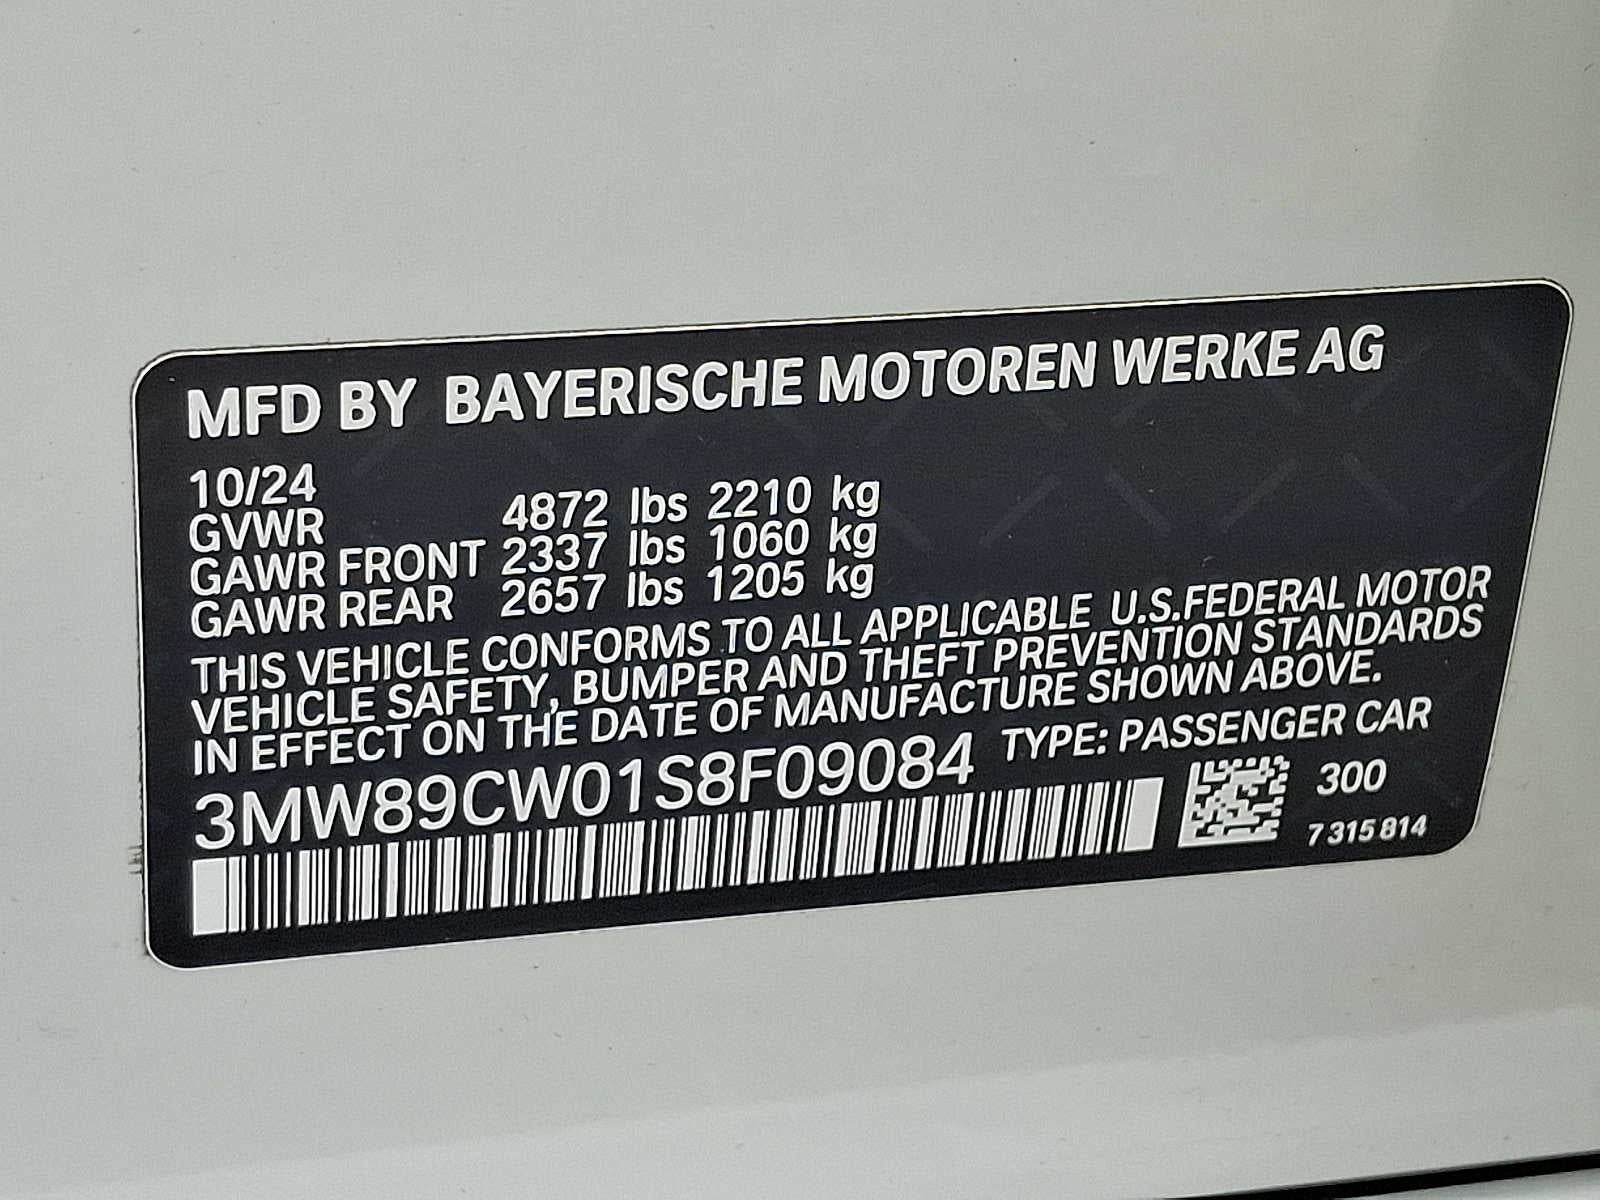 MFD BY BAYERISCHE MOTOREN WERKE AG
10/24
GVWR 4872 lbs 2210 kg
GAWR FRONT 2337 lbs 1060 kg
GAWR REAR 2657 lbs 1205 kg
THIS VEHICLE CONFORMS TO ALL APPLICABLE U.S.FEDERAL MOTOR
VEHICLE SAFETY, BUMPER AND THEFT PREVENTION STANDARDS
IN EFFECT ON THE DATE OF MANUFACTURE SHOWN ABOVE.
3MW89CW01S8F09084 TYPE: PASSENGER CAR
300
7 315 814